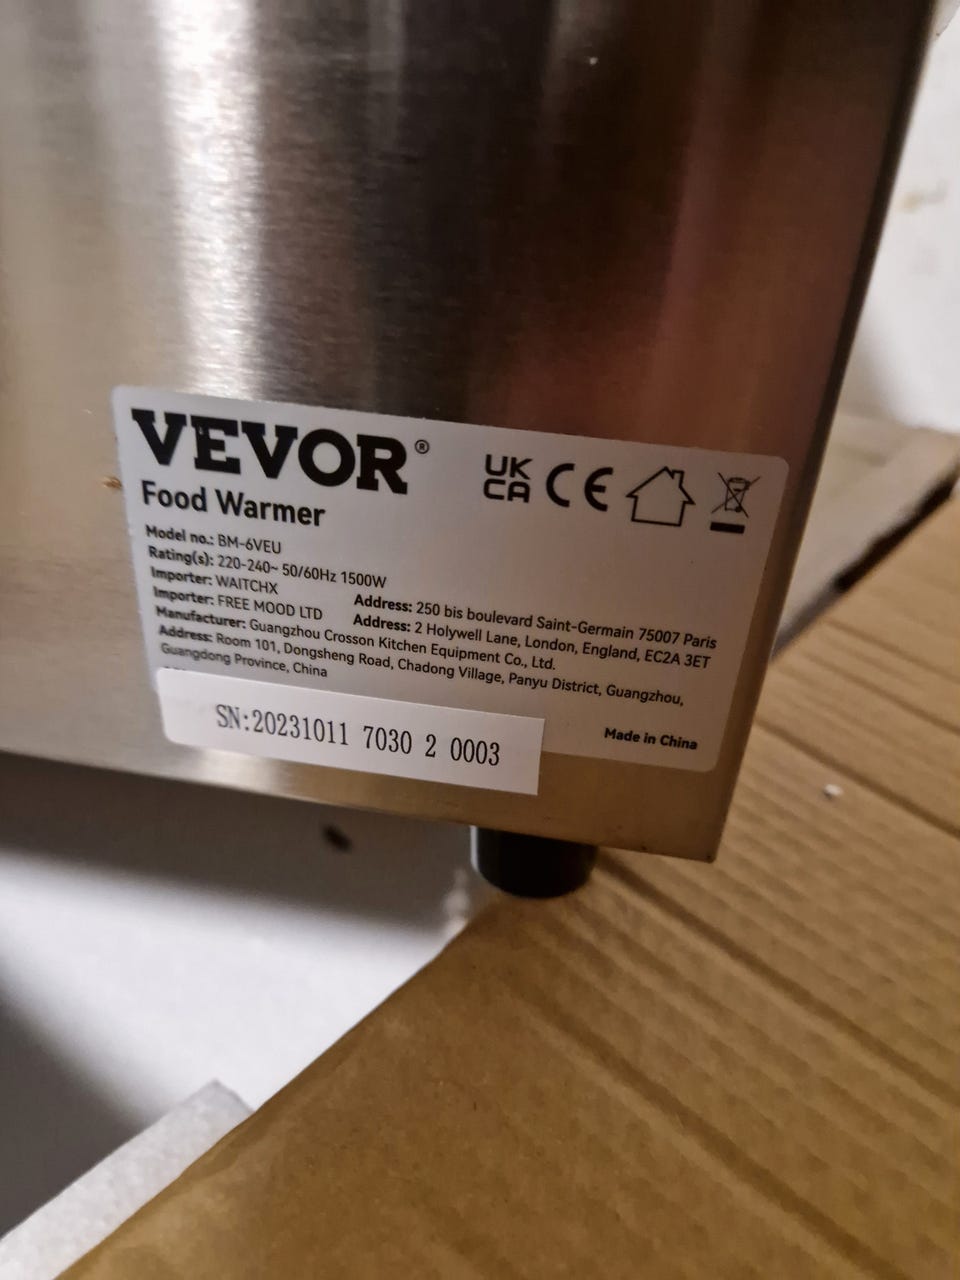 VEVOR®
UK
CA CE
Food Warmer
Model no.: BM-6VEU
Rating(s): 220-240~ 50/60Hz 1500W
Importer: WAITCHX Address: 250 bis boulevard Saint-Germain 75007 Paris
Importer: FREE MOOD LTD Address: 2 Holywell Lane, London, England, EC2A 3ET
Manufacturer: Guangzhou Crosson Kitchen Equipment Co., Ltd.
Address: Room 101, Dongsheng Road, Chadong Village, Panyu District, Guangzhou,
Guangdong Province, China
SN:20231011 7030 2 0003
Made in China